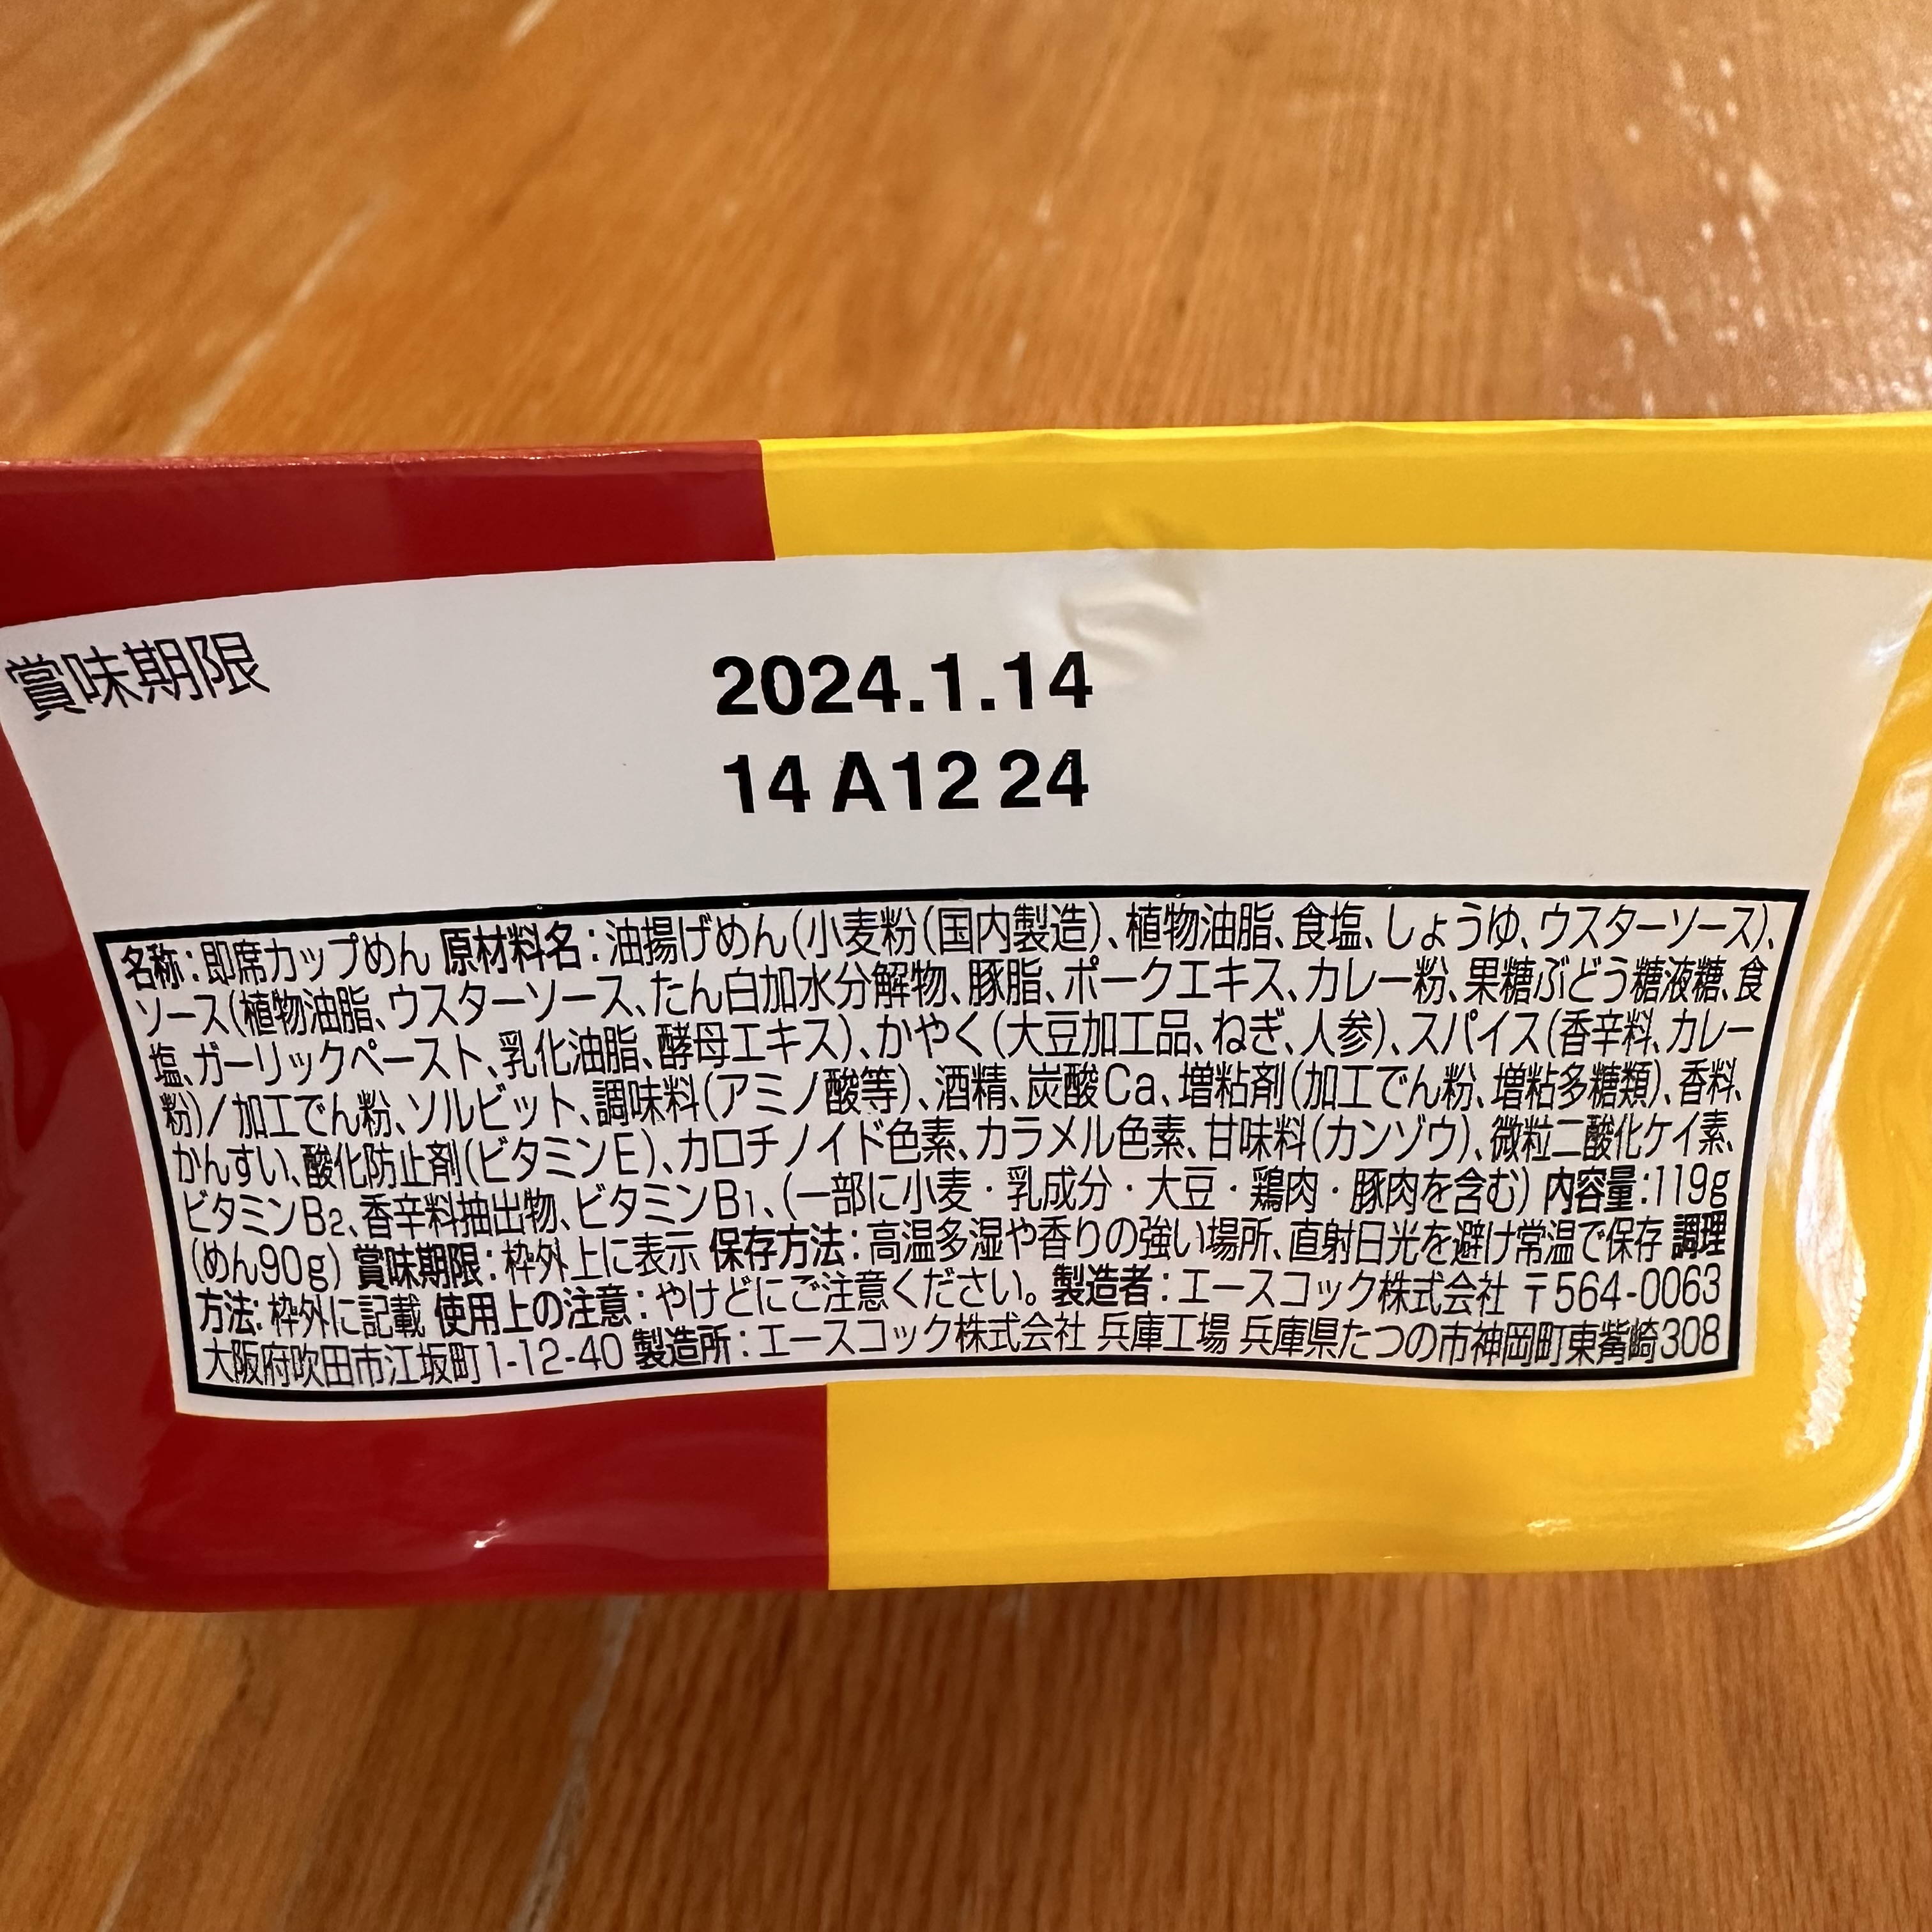 賞味期限
2024.1.14
14 A12 24
名称:即席カップめん 原材料名:油揚げめん(小麦粉(国内製造)、植物油脂、食塩、しょうゆ、ウスターソース)、
ソース(植物油脂、ウスターソース、たん白加水分解物、豚脂、ポークエキス、カレー粉、果糖ぶどう糖液糖、食
塩、ガーリックペースト、乳化油脂、酵母エキス)、かやく(大豆加工品、ねぎ、人参)、スパイス(香辛料、カレー
粉)/加工でん粉、ソルビット、調味料(アミノ酸等)、酒精、炭酸Ca、増粘剤(加工でん粉、増粘多糖類)、香料、
かんすい、酸化防止剤(ビタミンE)、カロチノイド色素、カラメル色素、甘味料(カンゾウ)、微粒二酸化ケイ素、
ビタミンB2、香辛料抽出物、ビタミンB1、(一部に小麦・乳成分・大豆・鶏肉・豚肉を含む) 内容量:119g
(めん90g) 賞味期限:枠外上に表示 保存方法:高温多湿や香りの強い場所、直射日光を避け常温で保存 調理
方法:枠外に記載 使用上の注意:やけどにご注意ください。 製造者:エースコック株式会社 〒564-0063
大阪府吹田市江坂町1-12-40 製造所:エースコック株式会社 兵庫工場 兵庫県たつの市神岡町東觜崎308